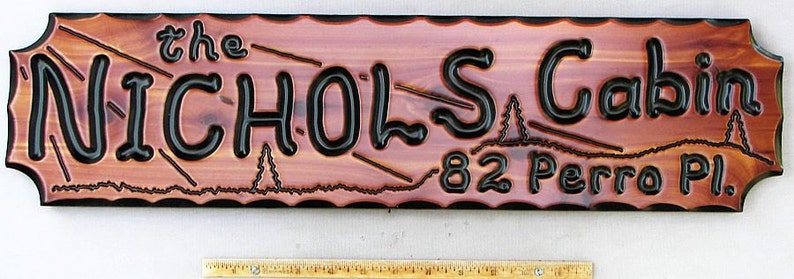 the
NICHOLS Cabin
82 Perro Pl.